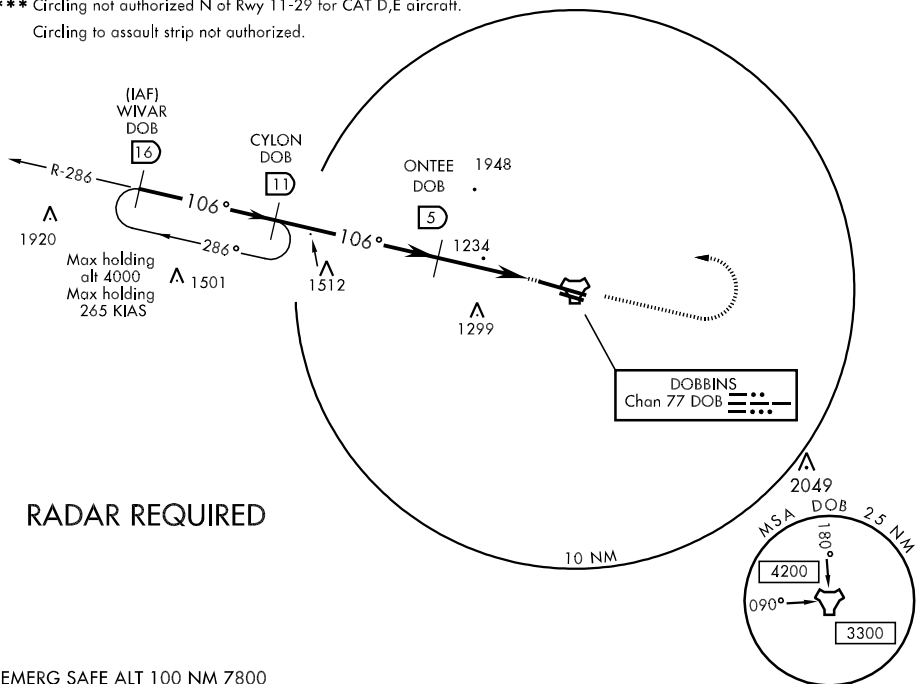 *** Circling not authorized N of Rwy 11-29 for CAT D,E aircraft.
Circling to assault strip not authorized.
(IAF)
WIVAR
DOB
16
CYLON
DOB
11
ONTEE
DOB
5
1948
R-286
106°
106°
286°
1234
1920
Max holding
alt 4000
Max holding
265 KIAS
1501
1512
1299
DOBBINS
Chan 77 DOB
2049
RADAR REQUIRED
10 NM
MSA DOB 25 NM
180°
4200
090°
3300
EMERG SAFE ALT 100 NM 7800